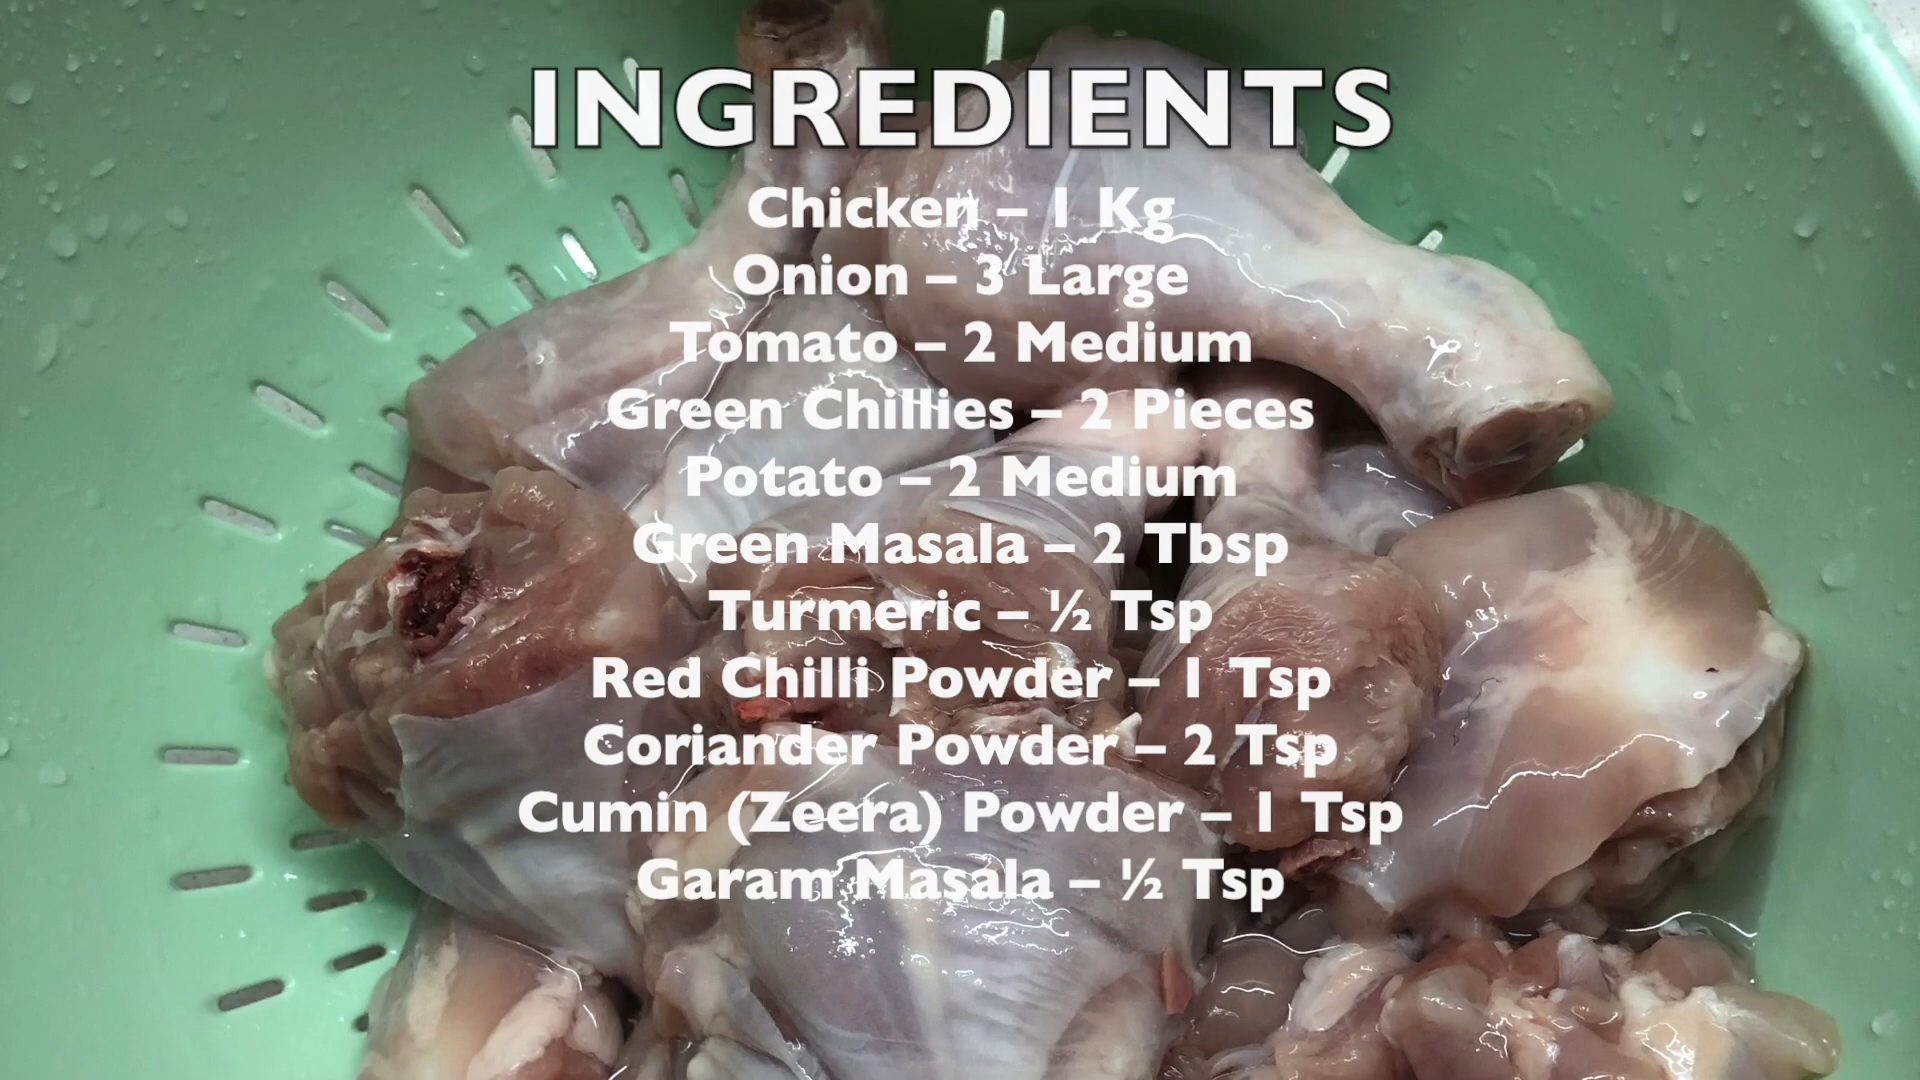 INGREDIENTS
Chicken – 1 Kg
Onion – 3 Large
Tomato – 2 Medium
Green Chillies – 2 Pieces
Potato – 2 Medium
Green Masala – 2 Tbsp
Turmeric – ½ Tsp
Red Chilli Powder – 1 Tsp
Coriander Powder – 2 Tsp
Cumin (Zeera) Powder – 1 Tsp
Garam Masala – ½ Tsp